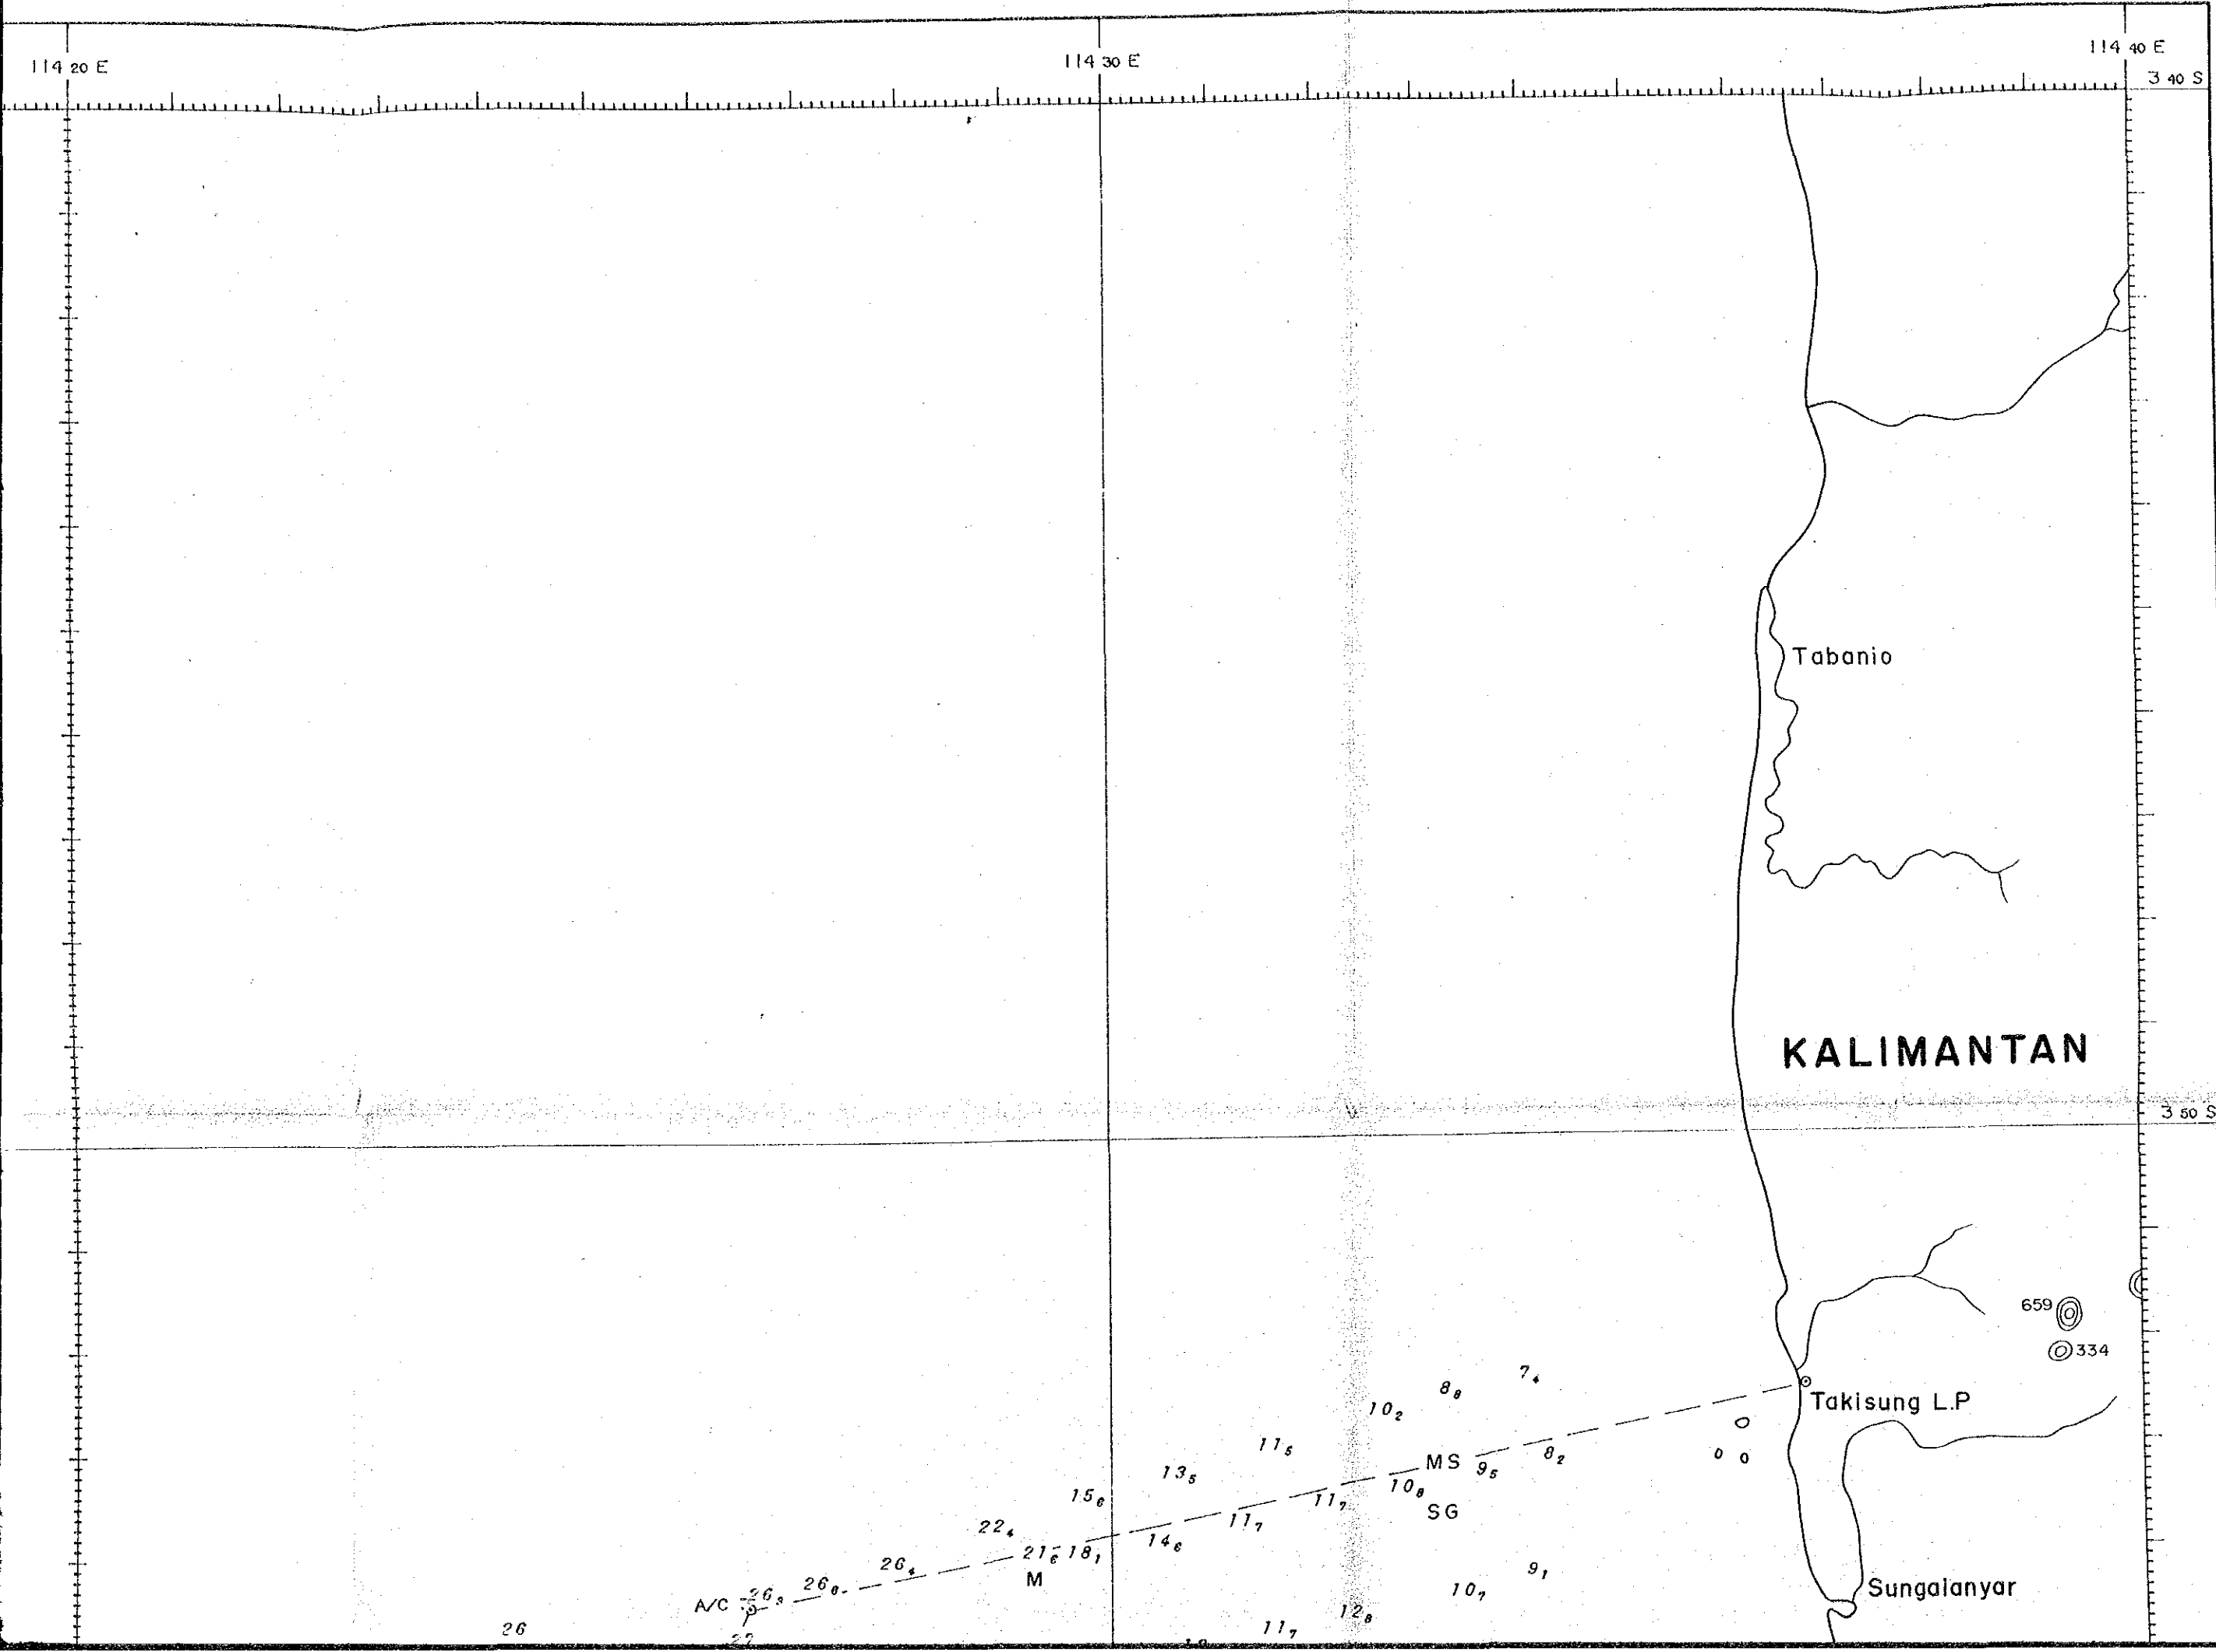 114 20 E
114 30 E
114 40 E
3 40 S
Tabanio
KALIMANTAN
3 50 S
659
334
7₄
8₈
10₂
Takisung L.P
11₅
MS
9₅
8₂
13₅
10₈
SG
15₆
11₇
11₇
22₄
14₆
21₆
18₁
26₄
M
9₁
26₆
10₇
Sungalanyar
A/C
12₈
26
11₇